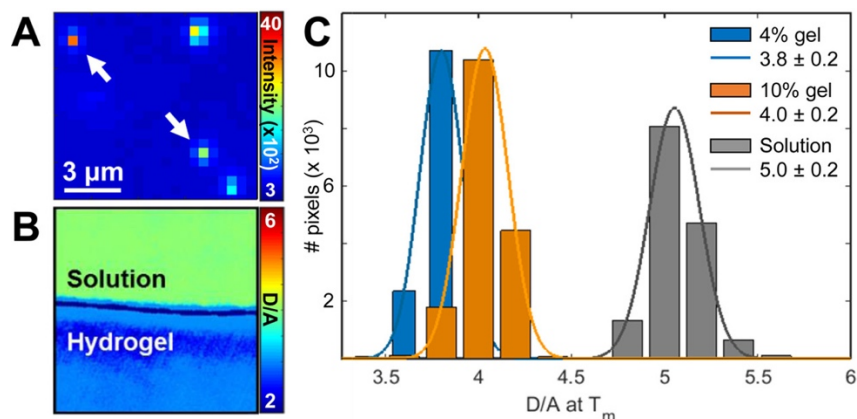 A
40
Intensity (x10²)
3
3 µm
B
6
D/A
2
Solution
Hydrogel
C
# pixels (x 10³)
10
6
2
4% gel
3.8 ± 0.2
10% gel
4.0 ± 0.2
Solution
5.0 ± 0.2
3.5 4 4.5 5 5.5 6
D/A at Tₘ